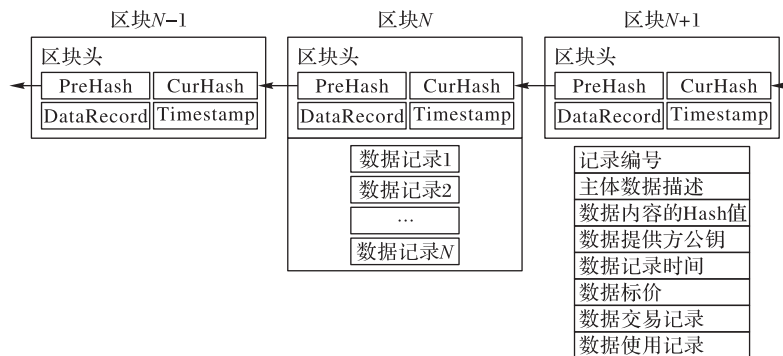 区块N−1
区块N
区块N+1
区块头
区块头
区块头
PreHash CurHash
PreHash CurHash
PreHash CurHash
DataRecord Timestamp
DataRecord Timestamp
DataRecord Timestamp
数据记录1
数据记录2
…
数据记录N
记录编号
主体数据描述
数据内容的Hash值
数据提供方公钥
数据记录时间
数据标价
数据交易记录
数据使用记录